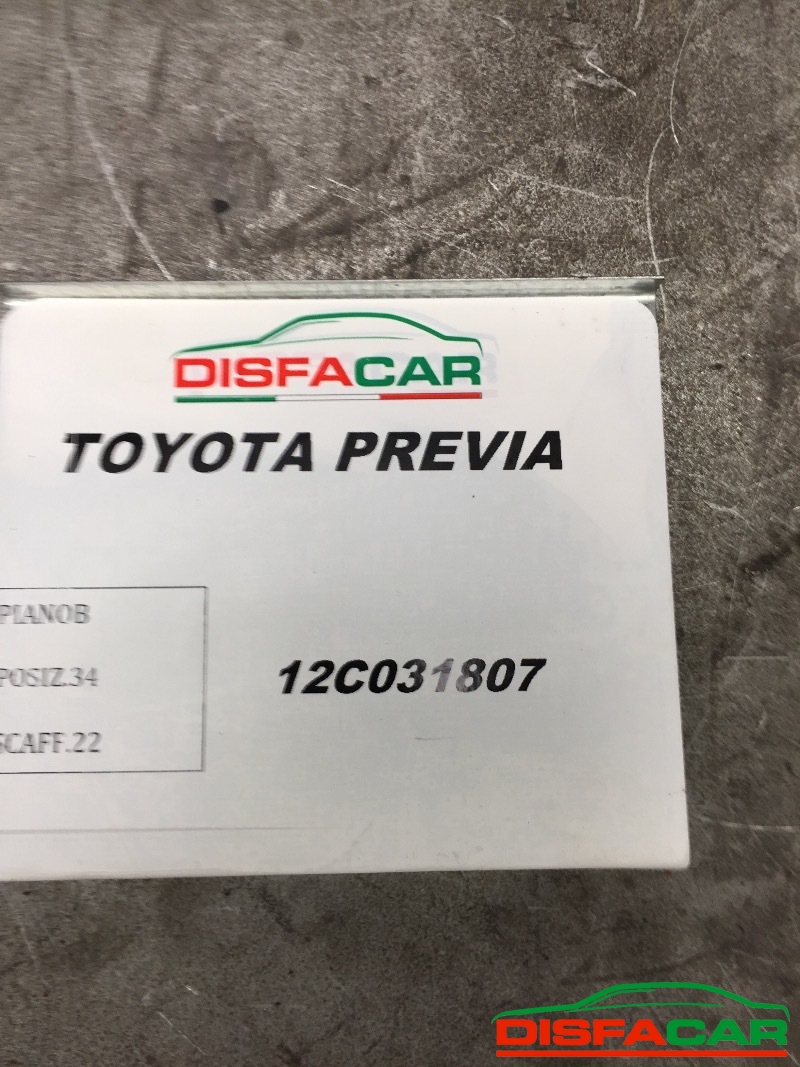 DISFACAR
TOYOTA PREVIA
PIANOB
POSIZ.34
SCAFF.22
12C031807
DISFACAR